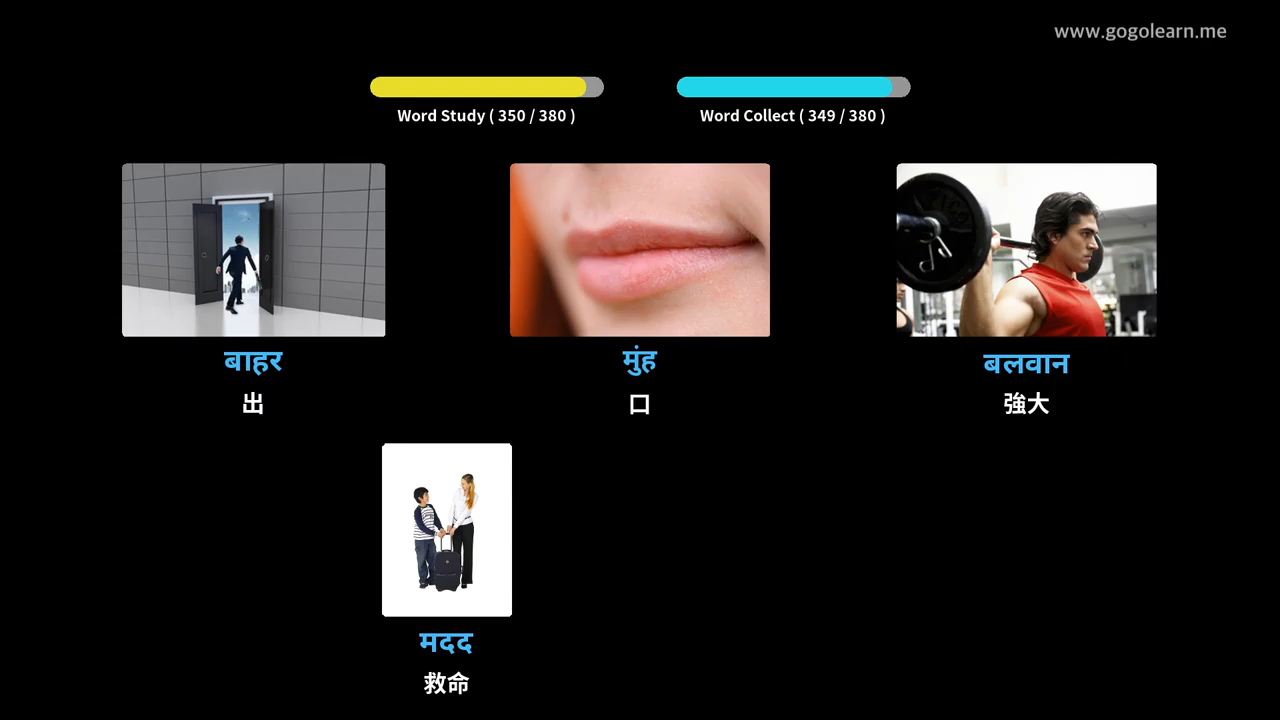 www.gogolearn.me
Word Study ( 350 / 380 )
Word Collect ( 349 / 380 )
बाहर
出
मुंह
口
बलवान
強大
मदद
救命